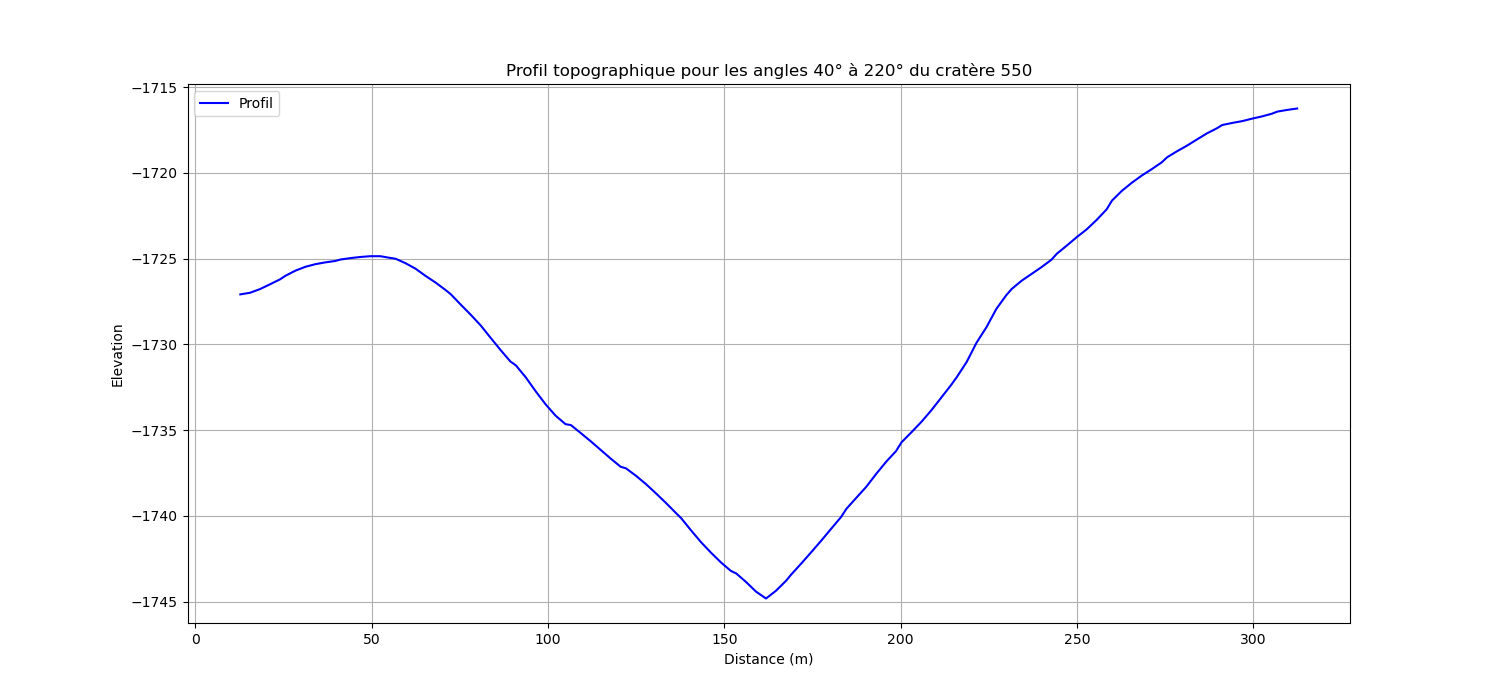 Profil topographique pour les angles 40° à 220° du cratère 550
Profil
−1715
−1720
−1725
−1730
−1735
−1740
−1745
Elevation
0 50 100 150 200 250 300
Distance (m)